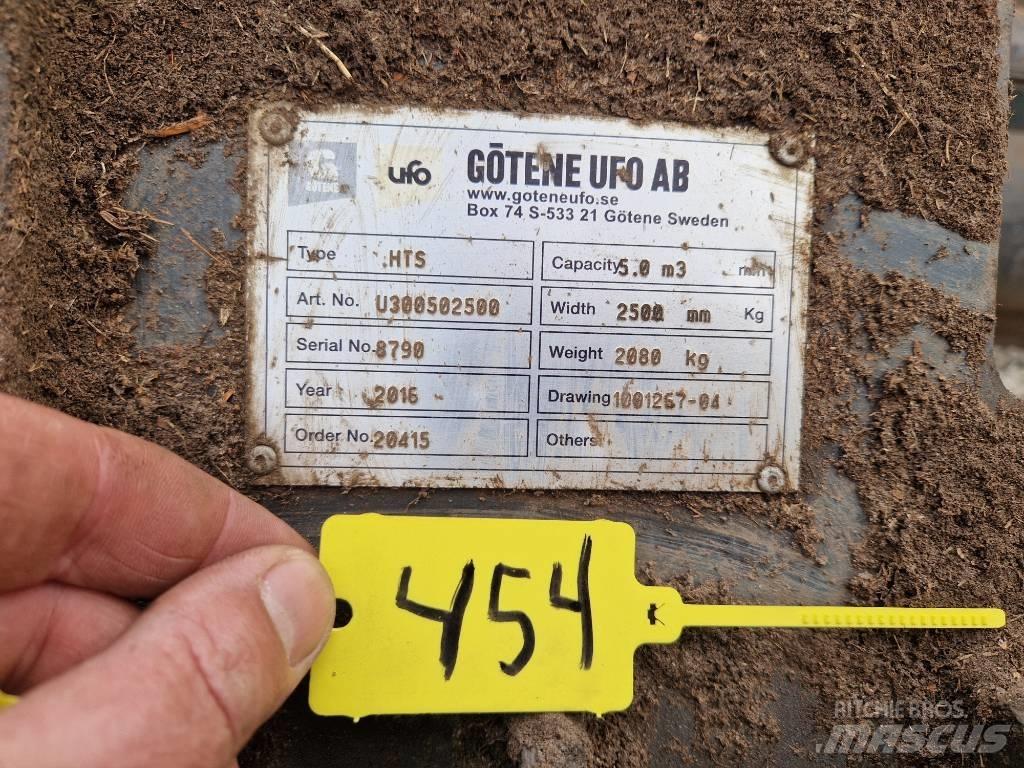 G GÖTENE
ufo
GÖTENE UFO AB
www.goteneufo.se
Box 74 S-533 21 Götene Sweden
Type HTS
Capacity 5.0 m3
Art. No. U300502500
Width 2500 mm Kg
Serial No. 8790
Weight 2080 kg
Year 2016
Drawing 1001267-04
Order No. 20415
Others
454
RITCHIE BROS.
MASCUS